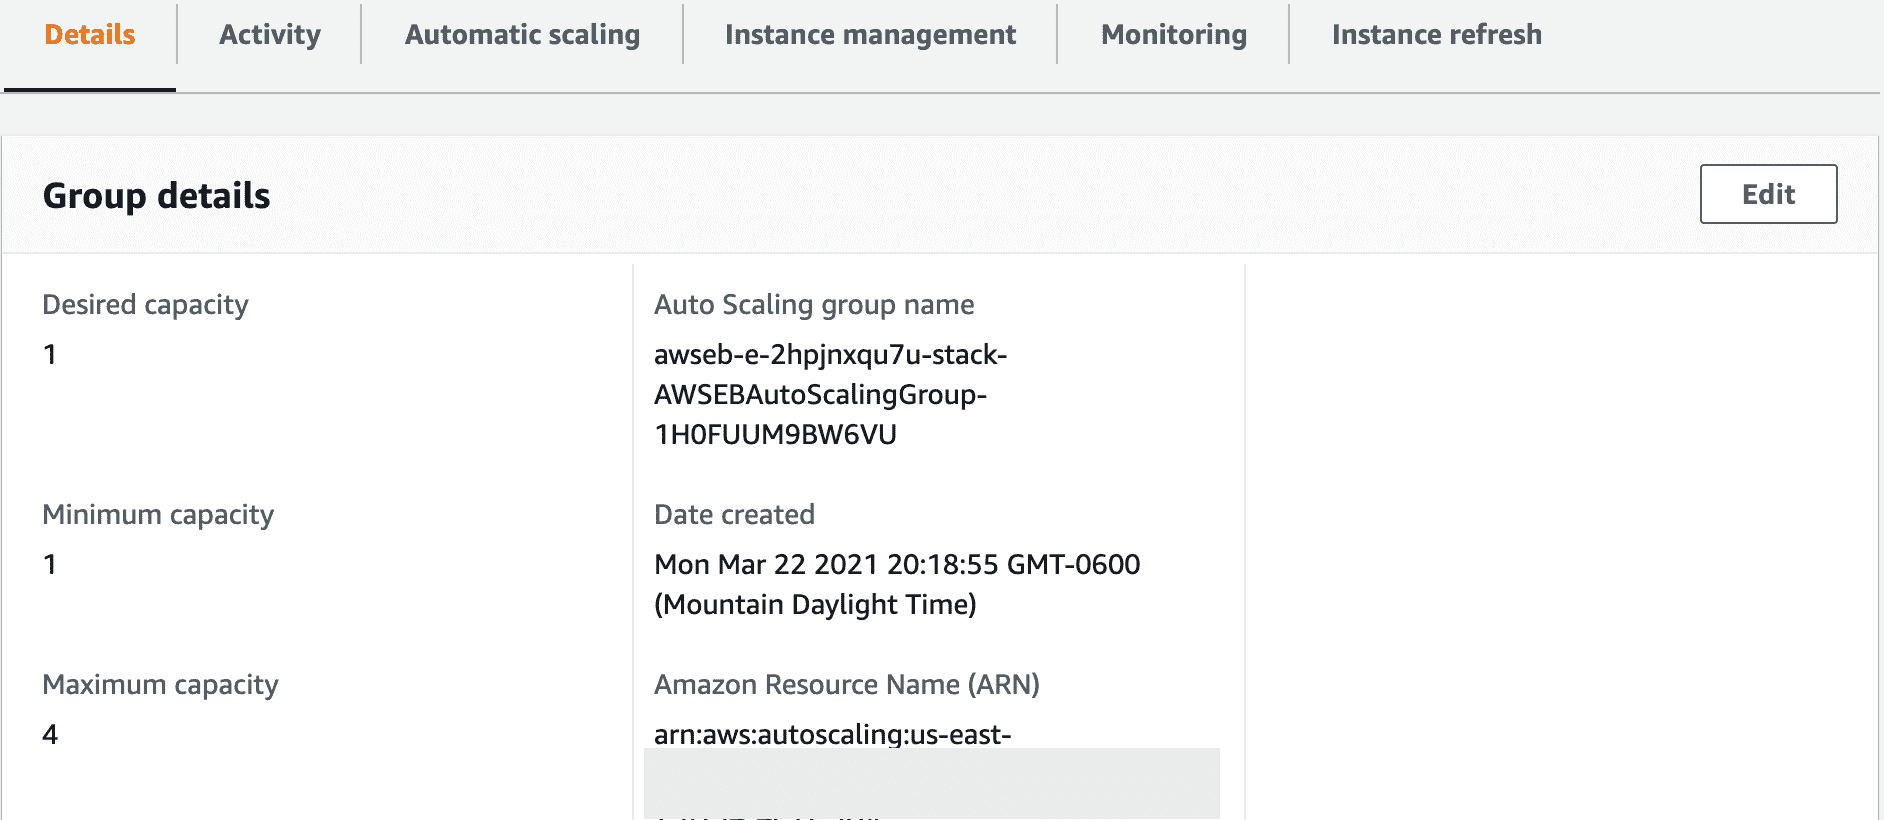 Details
Activity
Automatic scaling
Instance management
Monitoring
Instance refresh
Group details
Edit
Desired capacity
1
Minimum capacity
1
Maximum capacity
4
Auto Scaling group name
awseb-e-2hpjnxqu7u-stack-
AWSEBAutoScalingGroup-
1H0FUUM9BW6VU
Date created
Mon Mar 22 2021 20:18:55 GMT-0600
(Mountain Daylight Time)
Amazon Resource Name (ARN)
arn:aws:autoscaling:us-east-